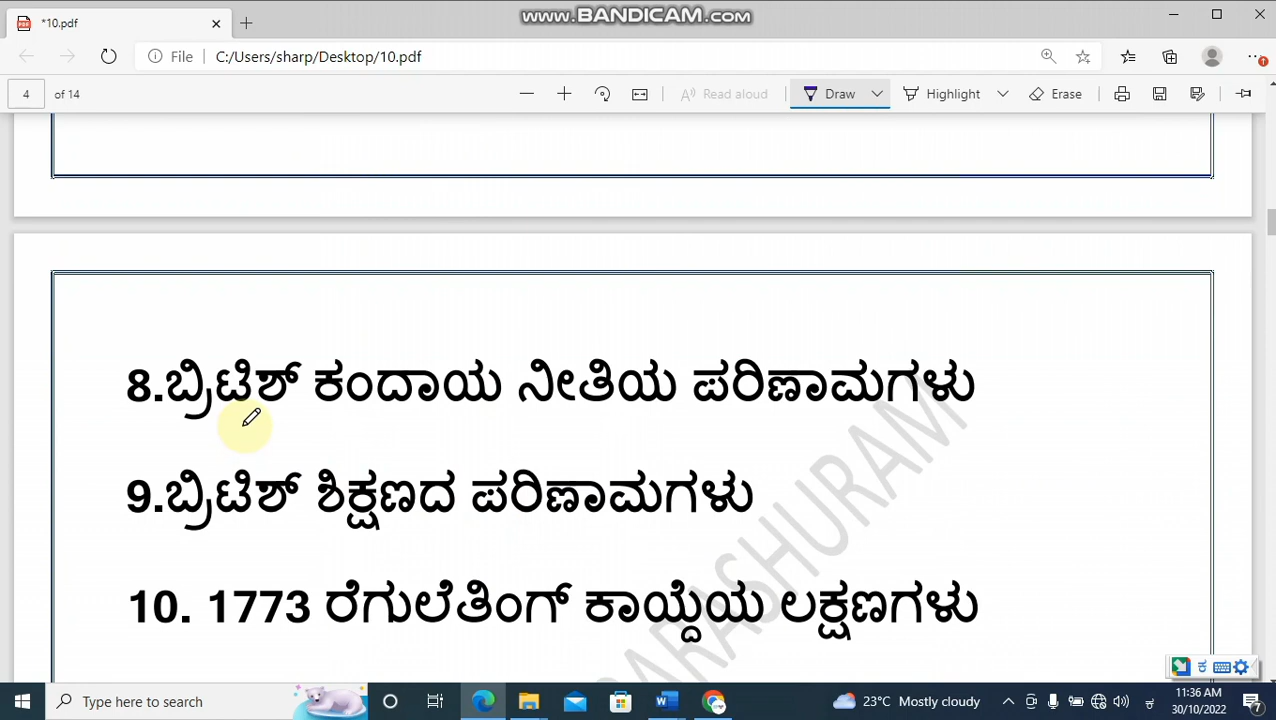 *10.pdf
www.BANDICAM.com
File C:/Users/sharp/Desktop/10.pdf
4 of 14
Read aloud Draw Highlight Erase
8.ಬ್ರಿಟಿಶ್ ಕಂದಾಯ ನೀತಿಯ ಪರಿಣಾಮಗಳು
9.ಬ್ರಿಟಿಶ್ ಶಿಕ್ಷಣದ ಪರಿಣಾಮಗಳು
10. 1773 ರೆಗುಲೆತಿಂಗ್ ಕಾಯ್ದೆಯ ಲಕ್ಷಣಗಳು
PARASHURAM
Type here to search
23°C Mostly cloudy
11:36 AM
30/10/2022
7